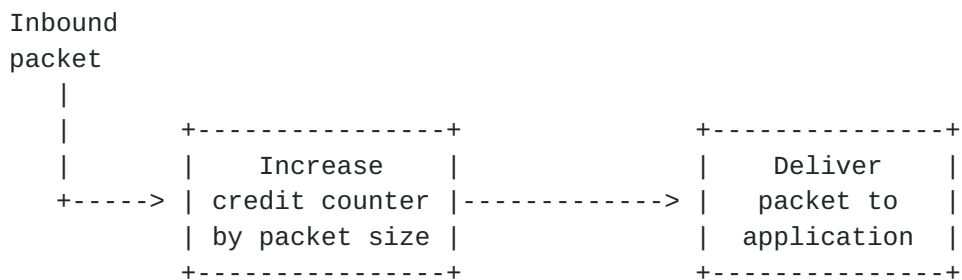 Inbound
packet
   |
   |       +----------------+               +---------------+
   |       |    Increase    |               |    Deliver    |
   +-----> | credit counter |-------------> |   packet to   |
           | by packet size |               |  application  |
           +----------------+               +---------------+